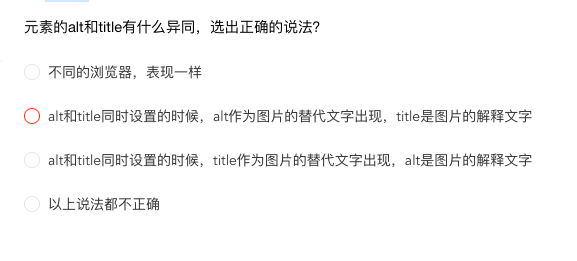 元素的alt和title有什么异同，选出正确的说法?
不同的浏览器，表现一样
alt和title同时设置的时候，alt作为图片的替代文字出现，title是图片的解释文字
alt和title同时设置的时候，title作为图片的替代文字出现，alt是图片的解释文字
以上说法都不正确